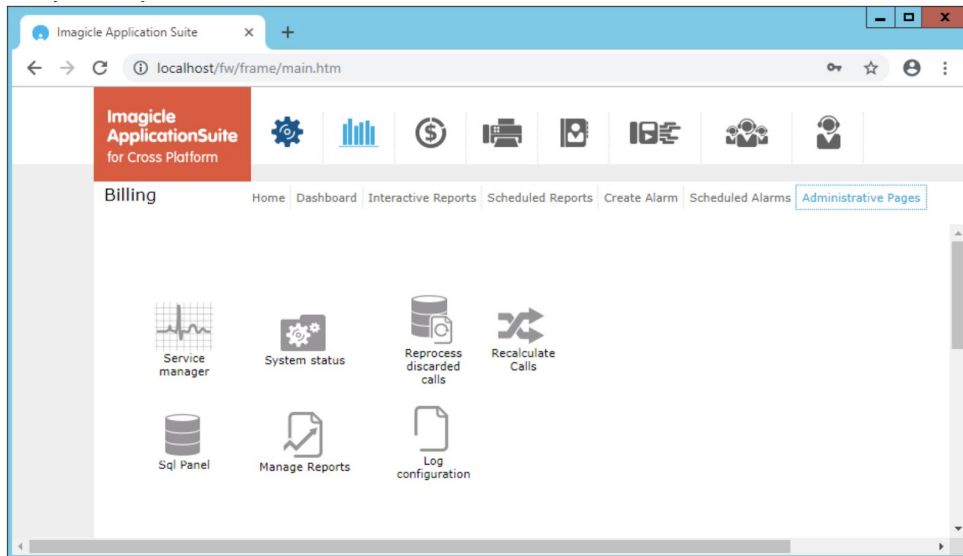 Imagicle Application Suite
localhost/fw/frame/main.htm
Imagicle
ApplicationSuite
for Cross Platform
Billing
Home
Dashboard
Interactive Reports
Scheduled Reports
Create Alarm
Scheduled Alarms
Administrative Pages
Service
manager
System status
Reprocess
discarded
calls
Recalculate
Calls
Sql Panel
Manage Reports
Log
configuration